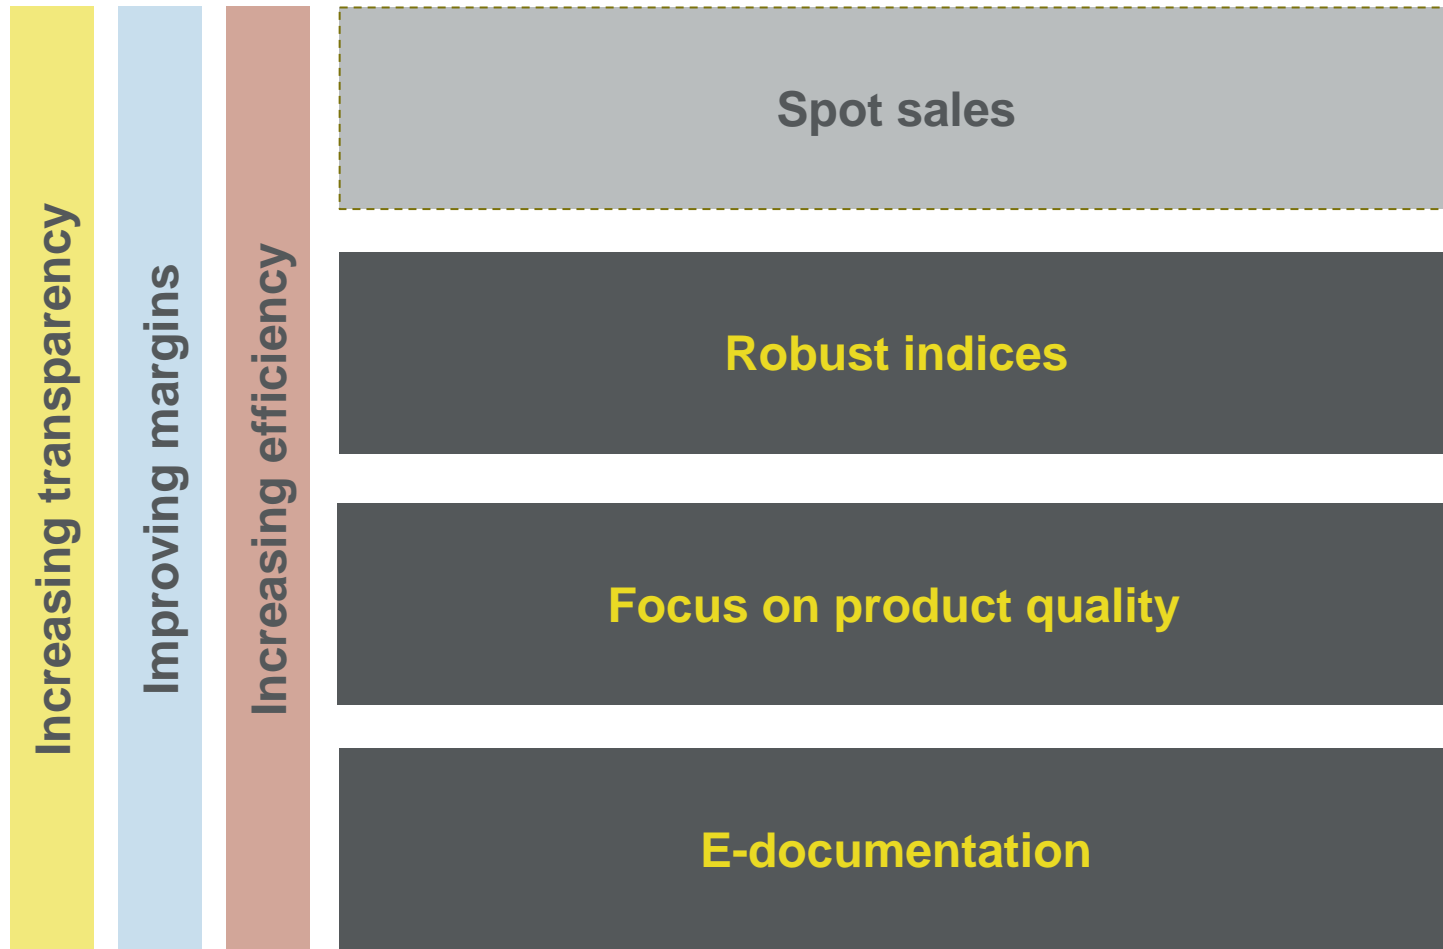 Increasing transparency
Improving margins
Increasing efficiency
Spot sales
Robust indices
Focus on product quality
E-documentation